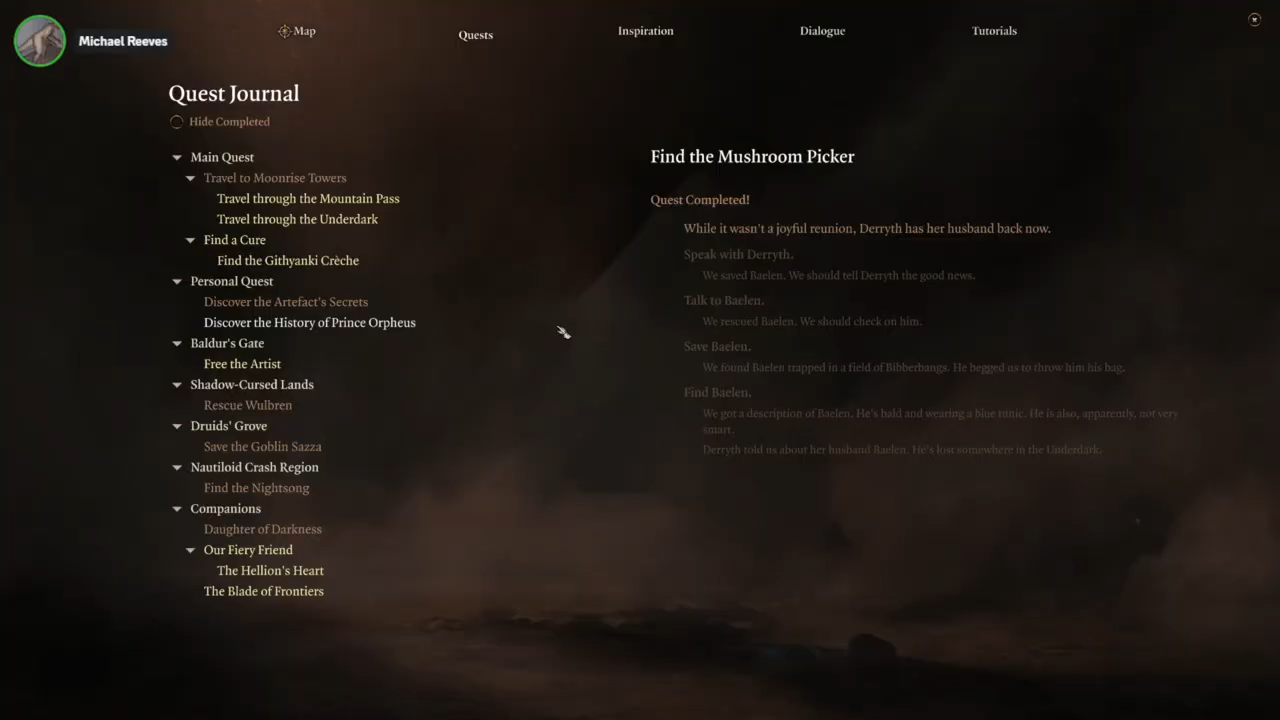 Michael Reeves
Map
Quests
Inspiration
Dialogue
Tutorials
Quest Journal
Hide Completed
Main Quest
Travel to Moonrise Towers
Travel through the Mountain Pass
Travel through the Underdark
Find a Cure
Find the Githyanki Crèche
Personal Quest
Discover the Artefact's Secrets
Discover the History of Prince Orpheus
Baldur's Gate
Free the Artist
Shadow-Cursed Lands
Rescue Wulbren
Druids' Grove
Save the Goblin Sazza
Nautiloid Crash Region
Find the Nightsong
Companions
Daughter of Darkness
Our Fiery Friend
The Hellion's Heart
The Blade of Frontiers
Find the Mushroom Picker
Quest Completed!
While it wasn't a joyful reunion, Derryth has her husband back now.
Speak with Derryth.
We saved Baelen. We should tell Derryth the good news.
Talk to Baelen.
We rescued Baelen. We should check on him.
Save Baelen.
We found Baelen trapped in a field of Bibberbangs. He begged us to throw him his bag.
Find Baelen.
We got a description of Baelen. He's bald and wearing a blue tunic. He is also, apparently, not very
smart.
Derryth told us about her husband Baelen. He's lost somewhere in the Underdark.